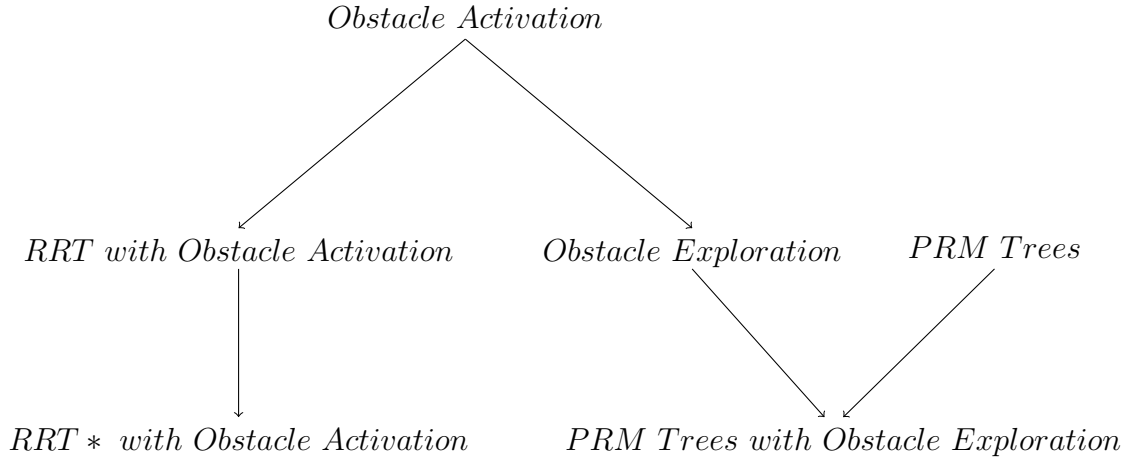 Obstacle Activation
RRT with Obstacle Activation
Obstacle Exploration
PRM Trees
RRT * with Obstacle Activation
PRM Trees with Obstacle Exploration